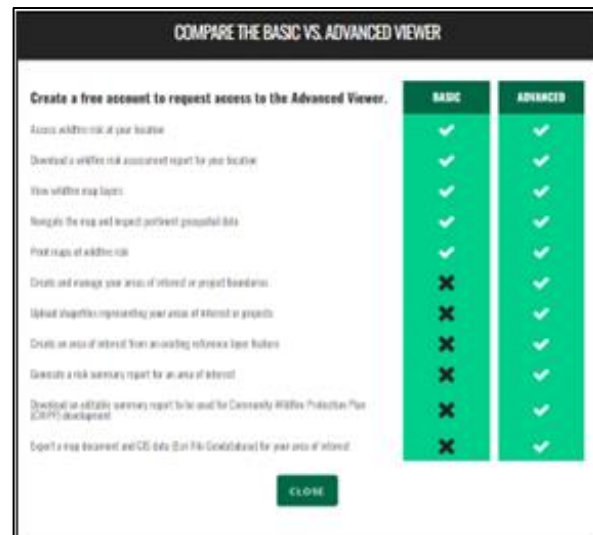 COMPARE THE BASIC VS. ADVANCED VIEWER
Create a free account to request access to the Advanced Viewer.
BASIC
ADVANCED
Access wildfire risk at your location
Download a wildfire risk assessment report for your location
View wildfire map layers
Navigate the map and inspect pertinent geospatial data
Print maps of wildfire risk
Create and manage your areas of interest or project boundaries
Upload shapefiles representing your areas of interest or projects
Create an area of interest from an existing reference layer feature
Generate a risk summary report for an area of interest
Download an editable summary report to be used for Community Wildfire Protection Plan
(CWPP) development
Export a map document and GIS data (Esri File Geodatabase) for your area of interest
CLOSE